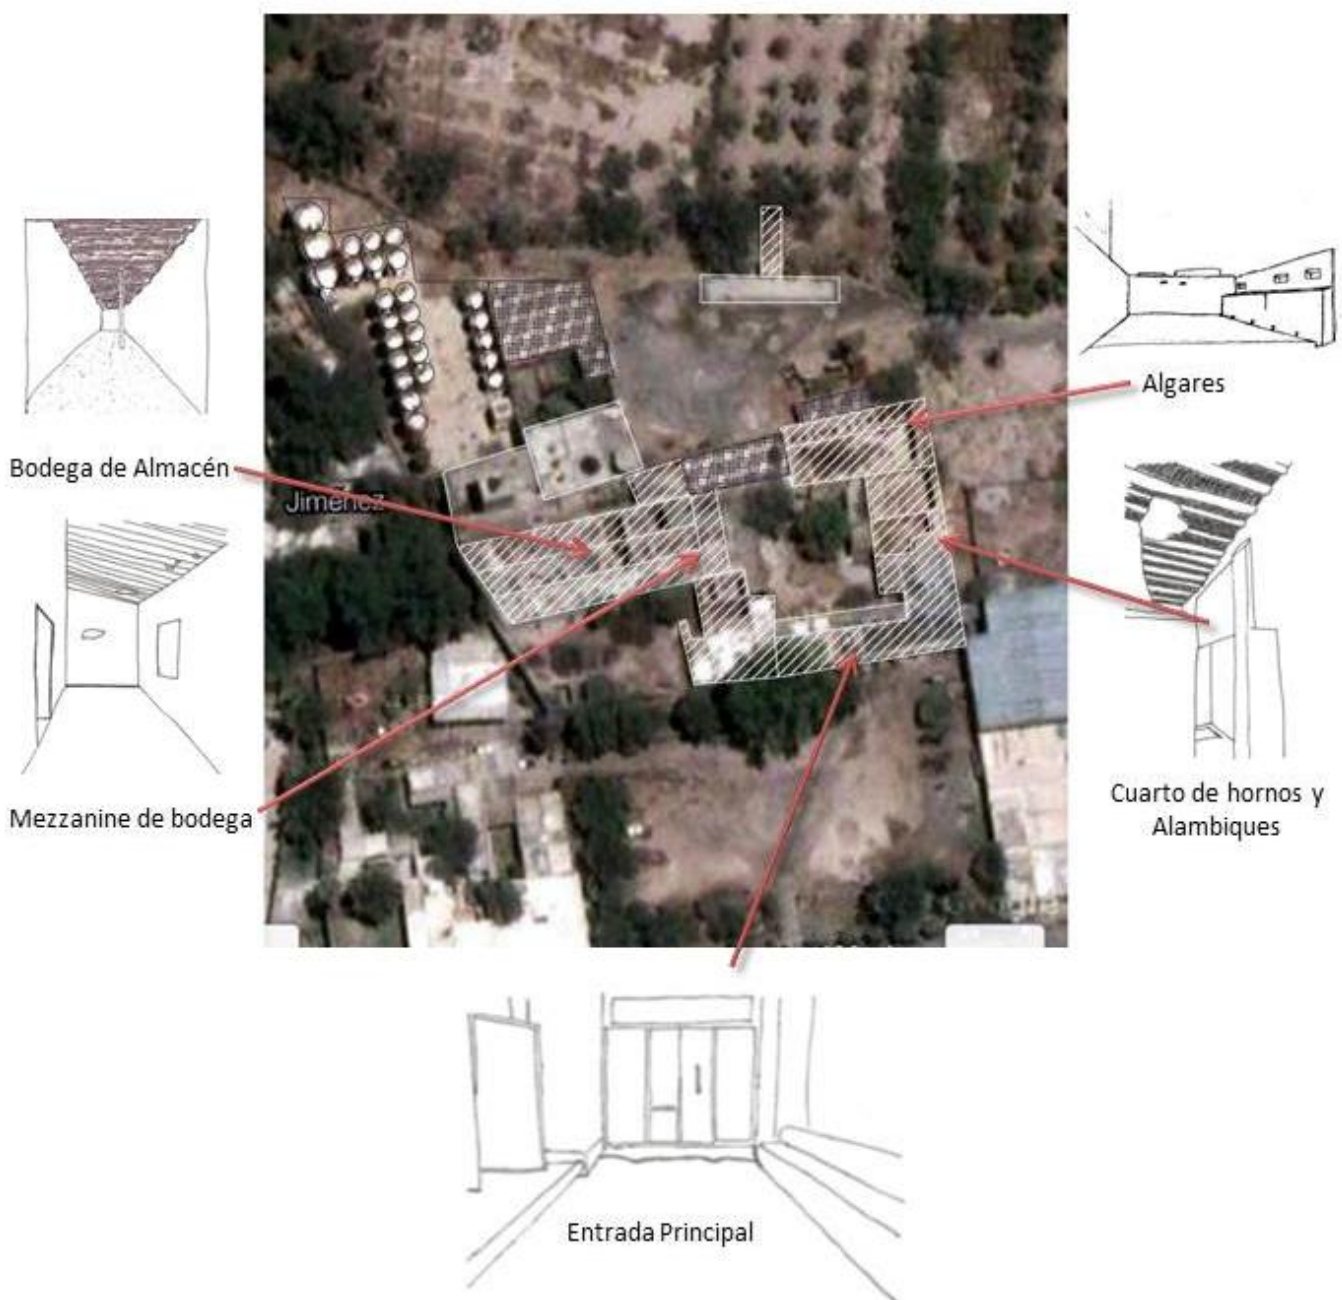 Algares
Bodega de Almacén
Jiménez
Cuarto de hornos y
Alambiques
Mezzanine de bodega
Entrada Principal